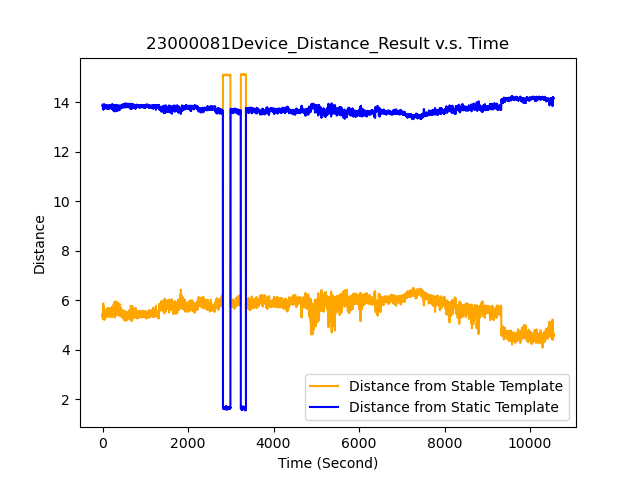 23000081Device_Distance_Result v.s. Time
14
12
10
8
6
4
2
Distance
Distance from Stable Template
Distance from Static Template
0 2000 4000 6000 8000 10000
Time (Second)